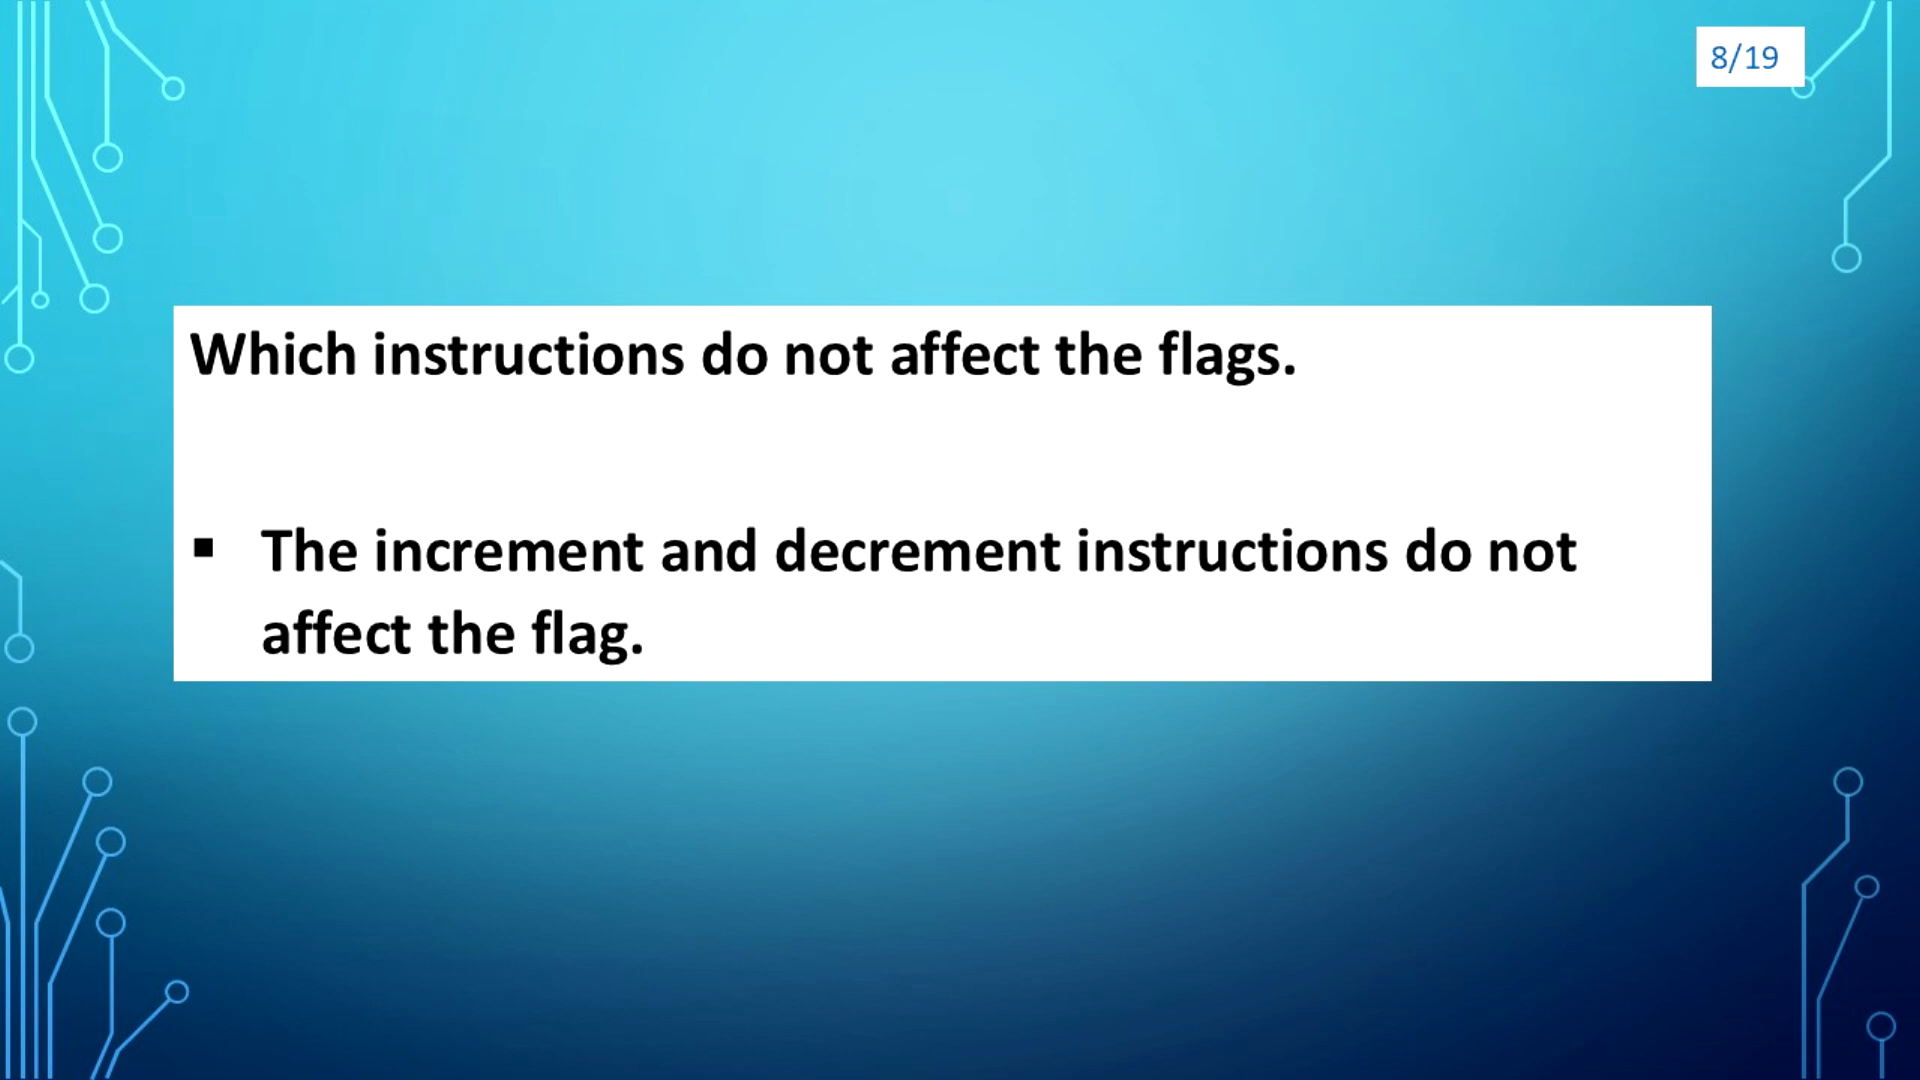 8/19
Which instructions do not affect the flags.
▪ The increment and decrement instructions do not
affect the flag.